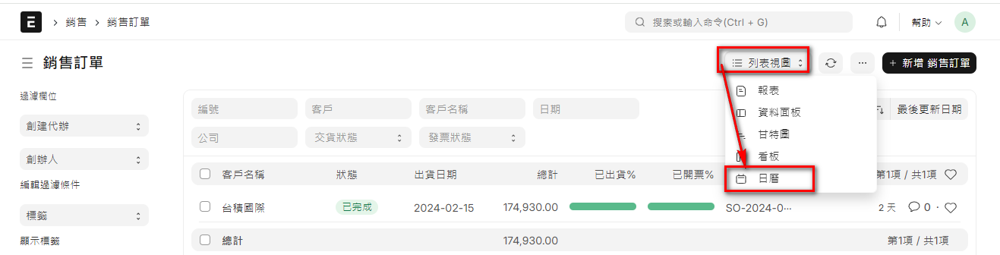 E
銷售
銷售訂單
搜索或輸入命令(Ctrl + G)
幫助
A
銷售訂單
列表視圖
···
+ 新增 銷售訂單
報表
資料面板
甘特圖
看板
日曆
過濾欄位
創建代辦
創辦人
編輯過濾條件
標籤
顯示標籤
編號
客戶
客戶名稱
日期
最後更新日期
公司
交貨狀態
發票狀態
客戶名稱 狀態 出貨日期 總計 已出貨% 已開票% 第1項 / 共1項
台積國際 已完成 2024-02-15 174,930.00 SO-2024-0··· 2 天 0 ·
總計 174,930.00 第1項 / 共1項